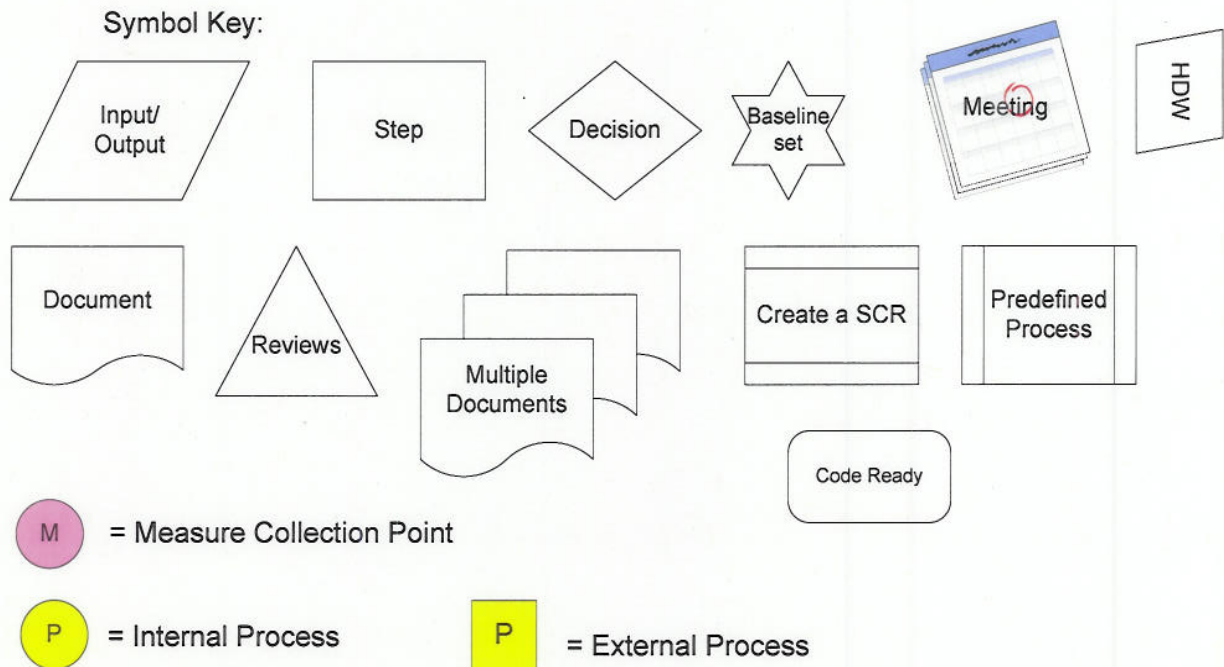 Symbol Key:
Input/
Output
Step
Decision
Baseline
set
Meeting
HDW
Document
Reviews
Multiple
Documents
Create a SCR
Predefined
Process
Code Ready
M
= Measure Collection Point
P
= Internal Process
P
= External Process